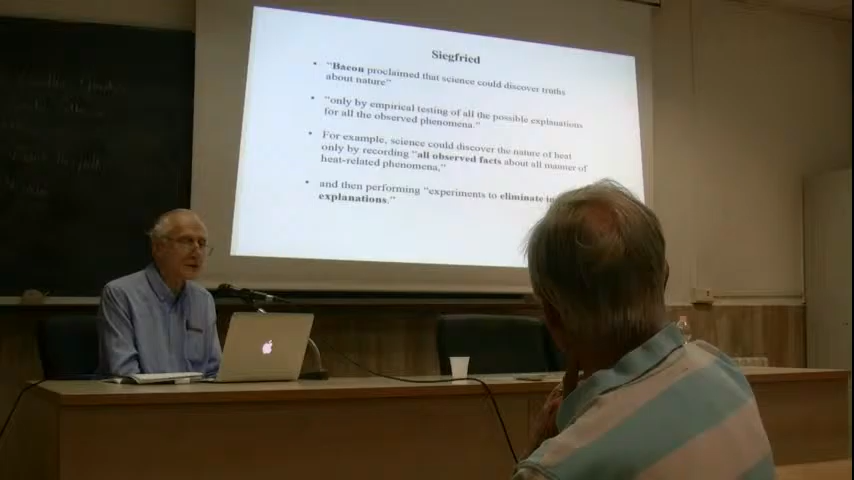 Siegfried
• "Bacon proclaimed that science could discover truths
about nature"
• "only by empirical testing of all the possible explanations
for all the observed phenomena."
• For example, science could discover the nature of heat
only by recording "all observed facts about all manner of
heat-related phenomena,"
• and then performing "experiments to eliminate
explanations."